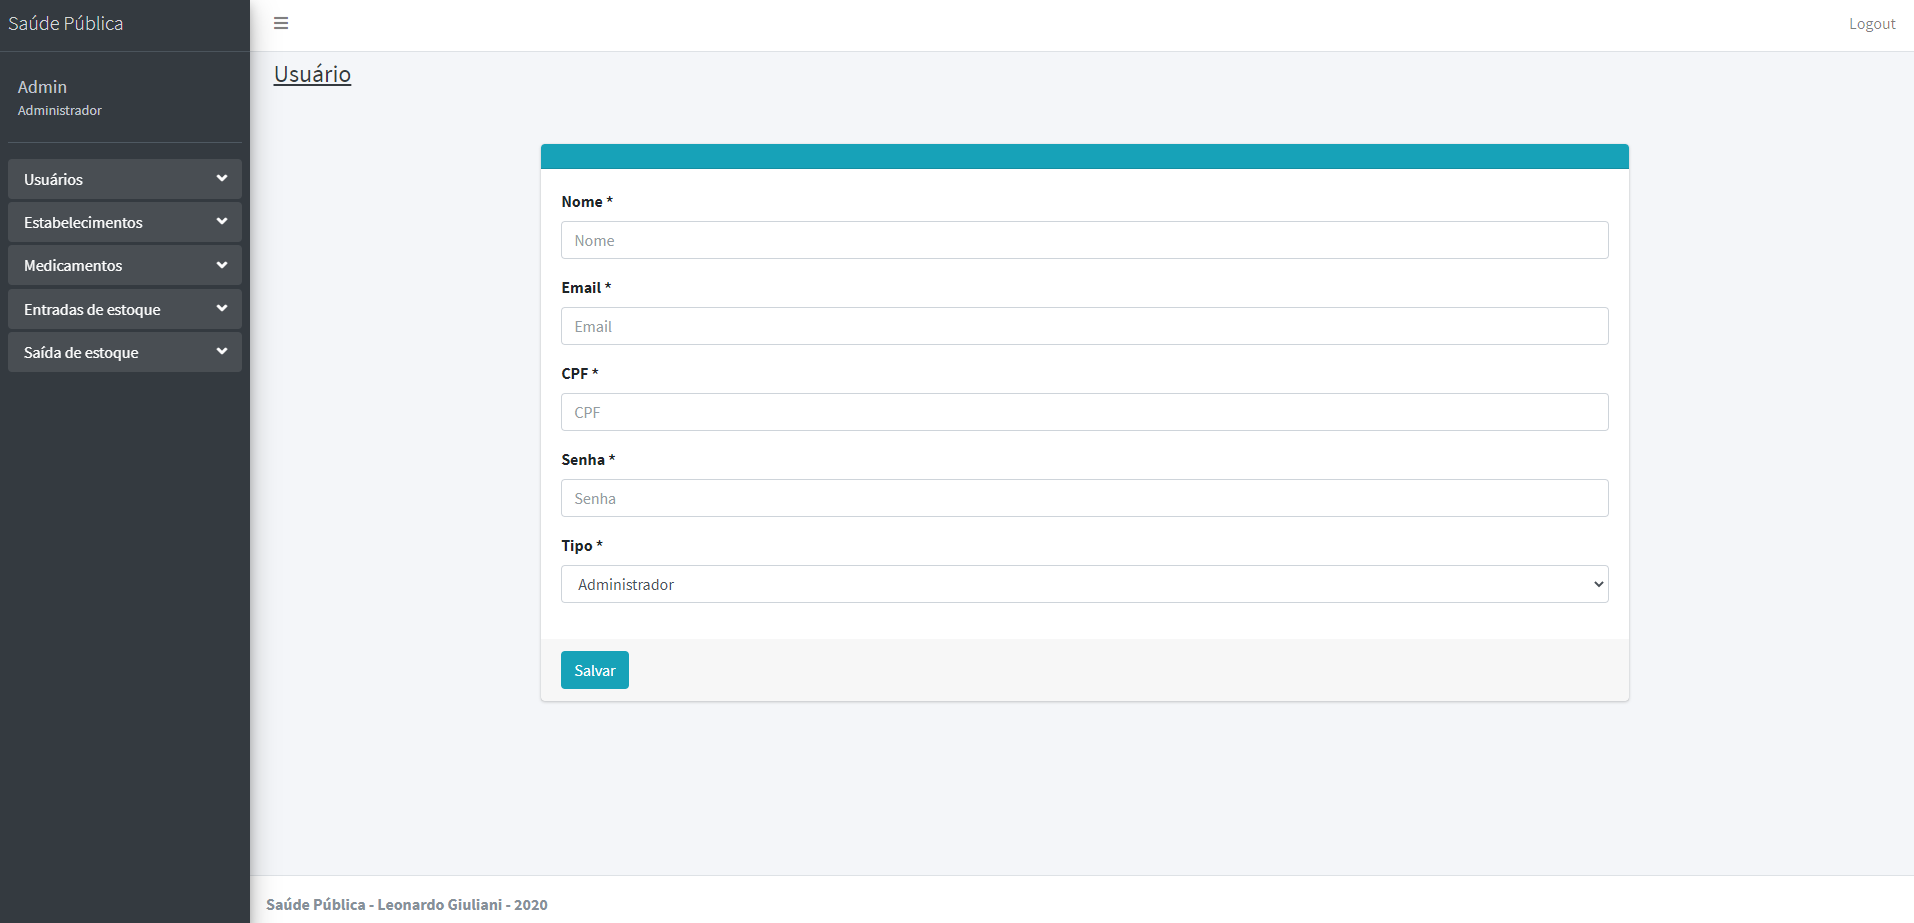 Saúde Pública
Logout
Admin
Administrador
Usuários
Estabelecimentos
Medicamentos
Entradas de estoque
Saída de estoque
Usuário
Nome *
Nome
Email *
Email
CPF *
CPF
Senha *
Senha
Tipo *
Administrador
Salvar
Saúde Pública - Leonardo Giuliani - 2020